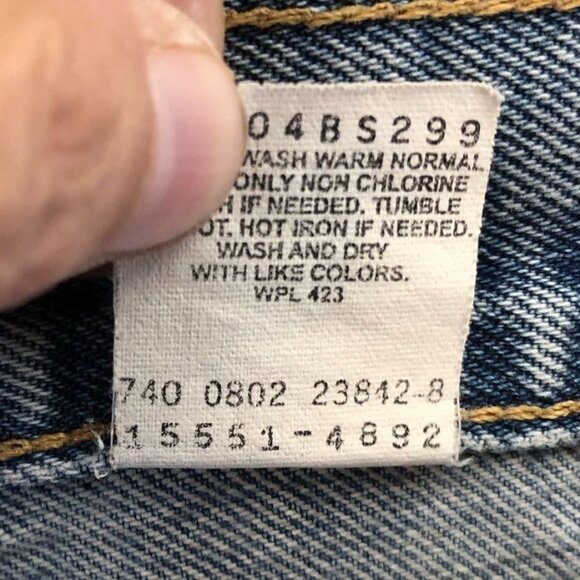 04BS299
WASH WARM NORMAL
ONLY NON CHLORINE
IF NEEDED. TUMBLE
HOT IRON IF NEEDED.
WASH AND DRY
WITH LIKE COLORS.
WPL 423
740 0802 23842-8
15551-4892